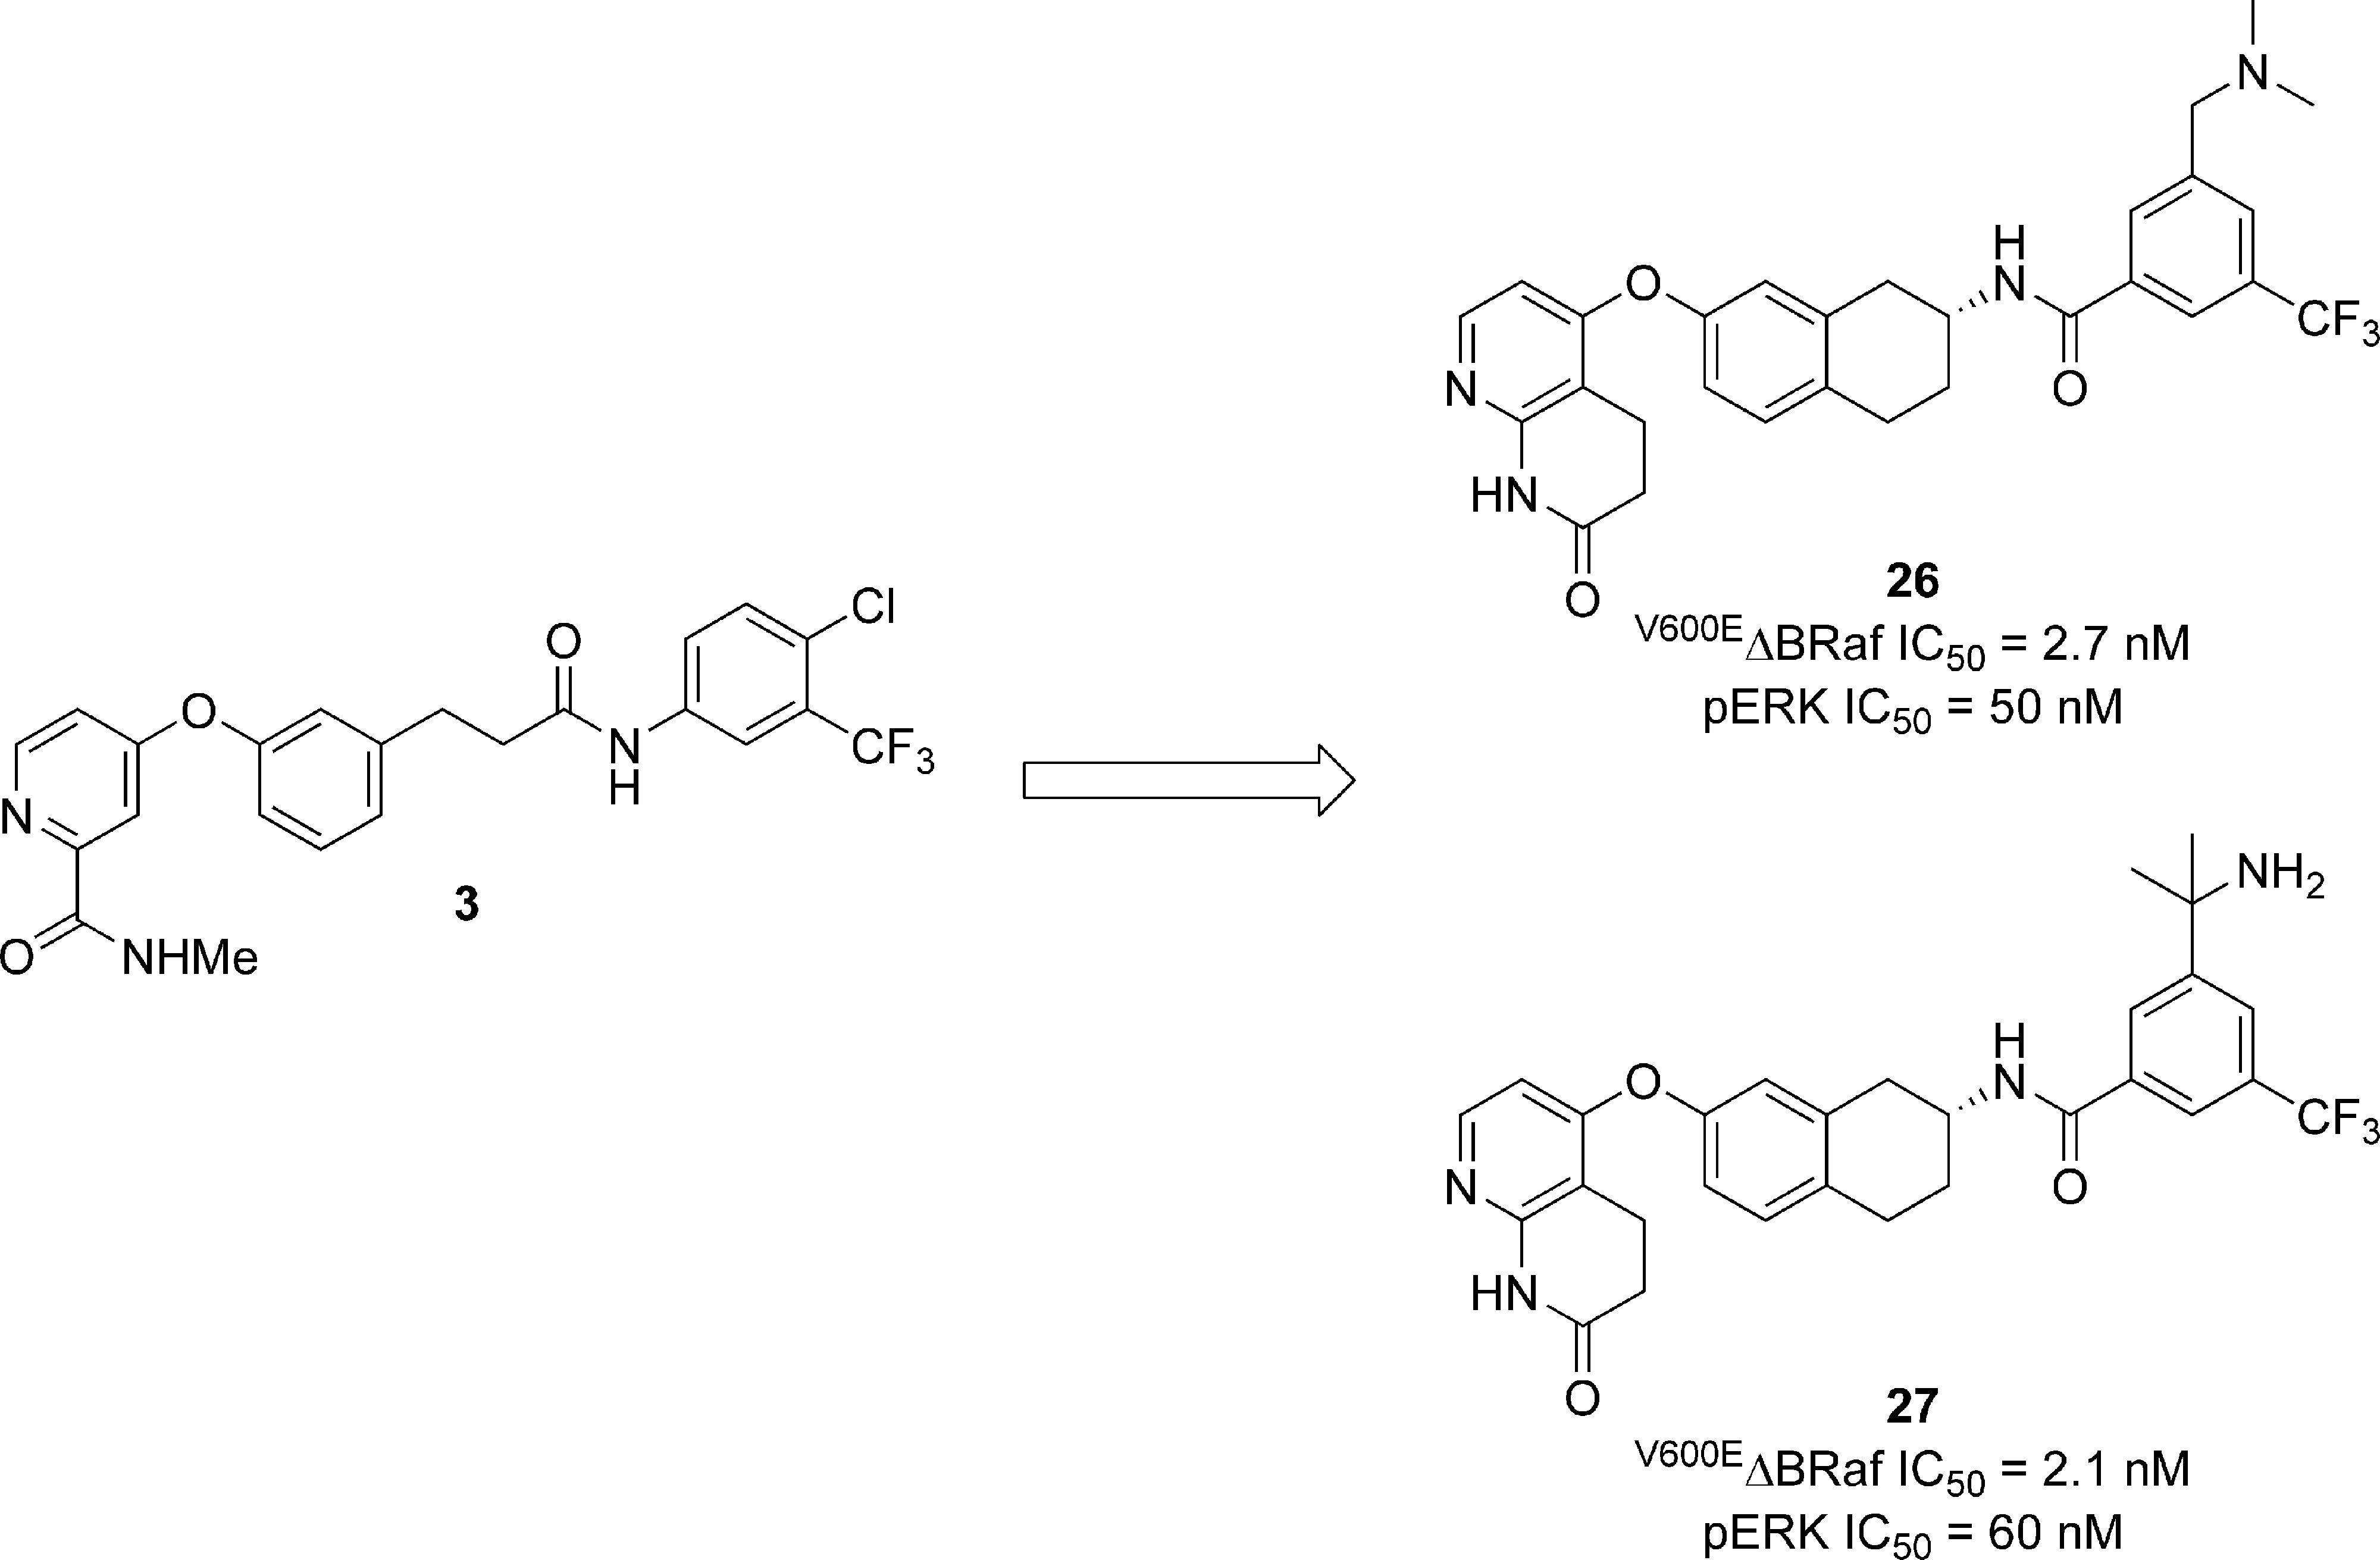 N
O
N
H
N
O
CF3
HN
O
26
V600EΔBRaf IC50 = 2.7 nM
pERK IC50 = 50 nM
O
O
N
H
Cl
CF3
N
O
NHMe
3
NH2
O
H
N
N
O
CF3
HN
O
27
V600EΔBRaf IC50 = 2.1 nM
pERK IC50 = 60 nM